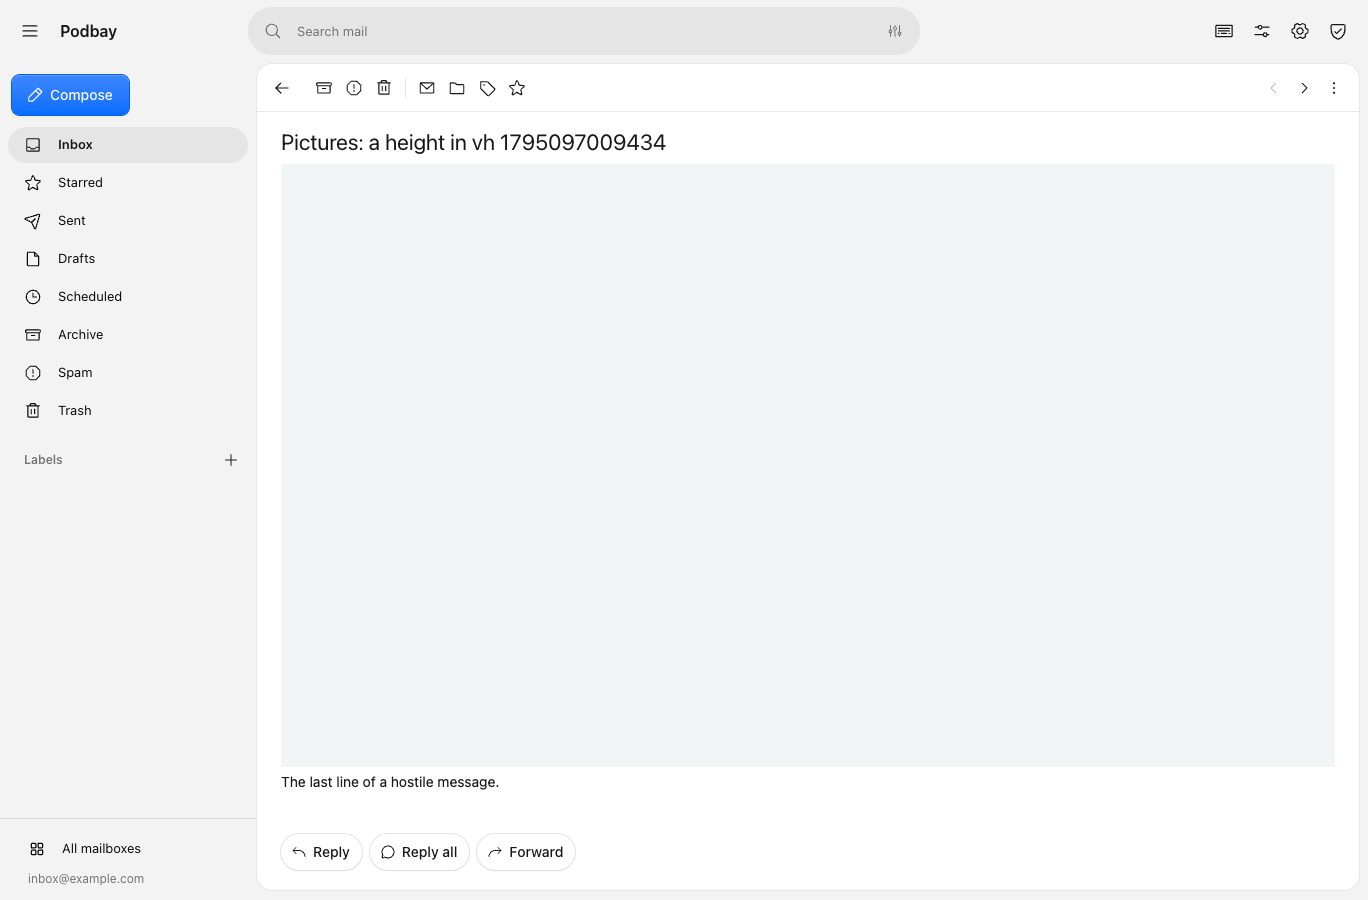 Podbay
Search mail
Compose
Inbox
Starred
Sent
Drafts
Scheduled
Archive
Spam
Trash
Labels
All mailboxes
inbox@example.com
Pictures: a height in vh 1795097009434
The last line of a hostile message.
Reply
Reply all
Forward